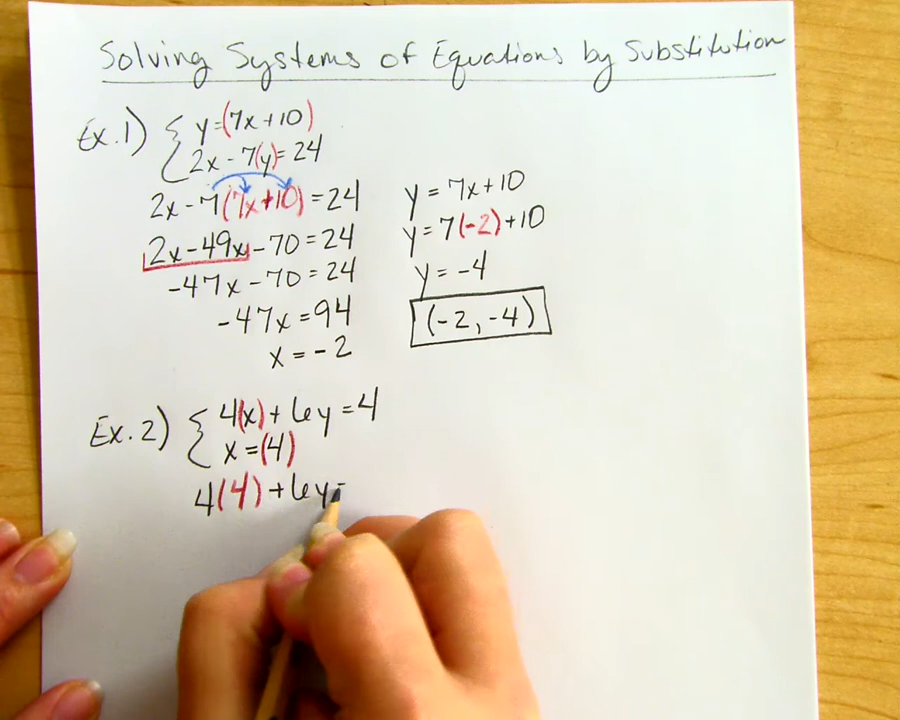 Solving Systems of Equations by Substitution
Ex. 1) { y = (7x + 10)
2x - 7(y) = 24
2x - 7(7x + 10) = 24
2x - 49x - 70 = 24
-47x - 70 = 24
-47x = 94
x = -2
y = 7x + 10
y = 7(-2) + 10
y = -4
(-2, -4)
Ex. 2) { 4(x) + 6y = 4
x = (4)
4(4) + 6y =